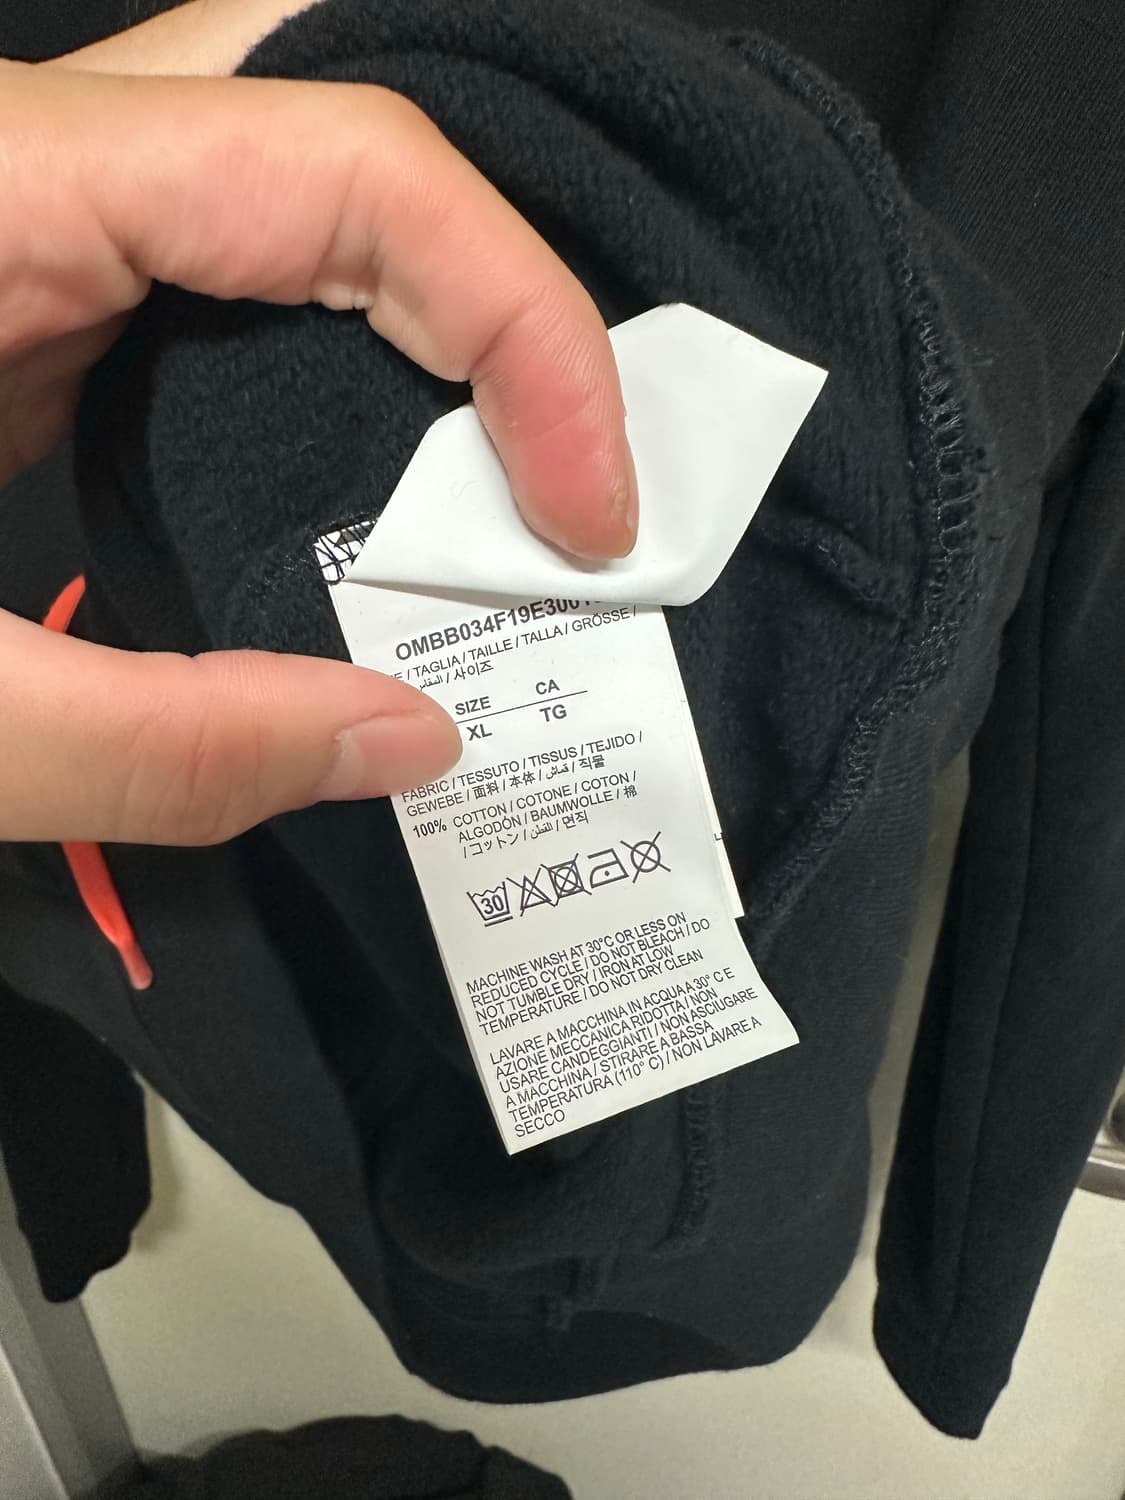 OMBB034F19E3001
/ TAGLIA / TAILLE / TALLA / GRÖSSE /
/ 사이즈
SIZE CA
XL TG
FABRIC / TESSUTO / TISSUS / TEJIDO /
GEWEBE / 面料 / 本体 / قماش / 직물
100% COTTON / COTONE / COTON /
ALGODÓN / BAUMWOLLE / 棉
/ コットン / القطن / 면직
30
MACHINE WASH AT 30°C OR LESS ON
REDUCED CYCLE / DO NOT BLEACH / DO
NOT TUMBLE DRY / IRON AT LOW
TEMPERATURE / DO NOT DRY CLEAN
LAVARE A MACCHINA IN ACQUA A 30° C E
AZIONE MECCANICA RIDOTTA / NON
USARE CANDEGGIANTI / NON ASCIUGARE
A MACCHINA / STIRARE A BASSA
TEMPERATURA (110° C) / NON LAVARE A
SECCO